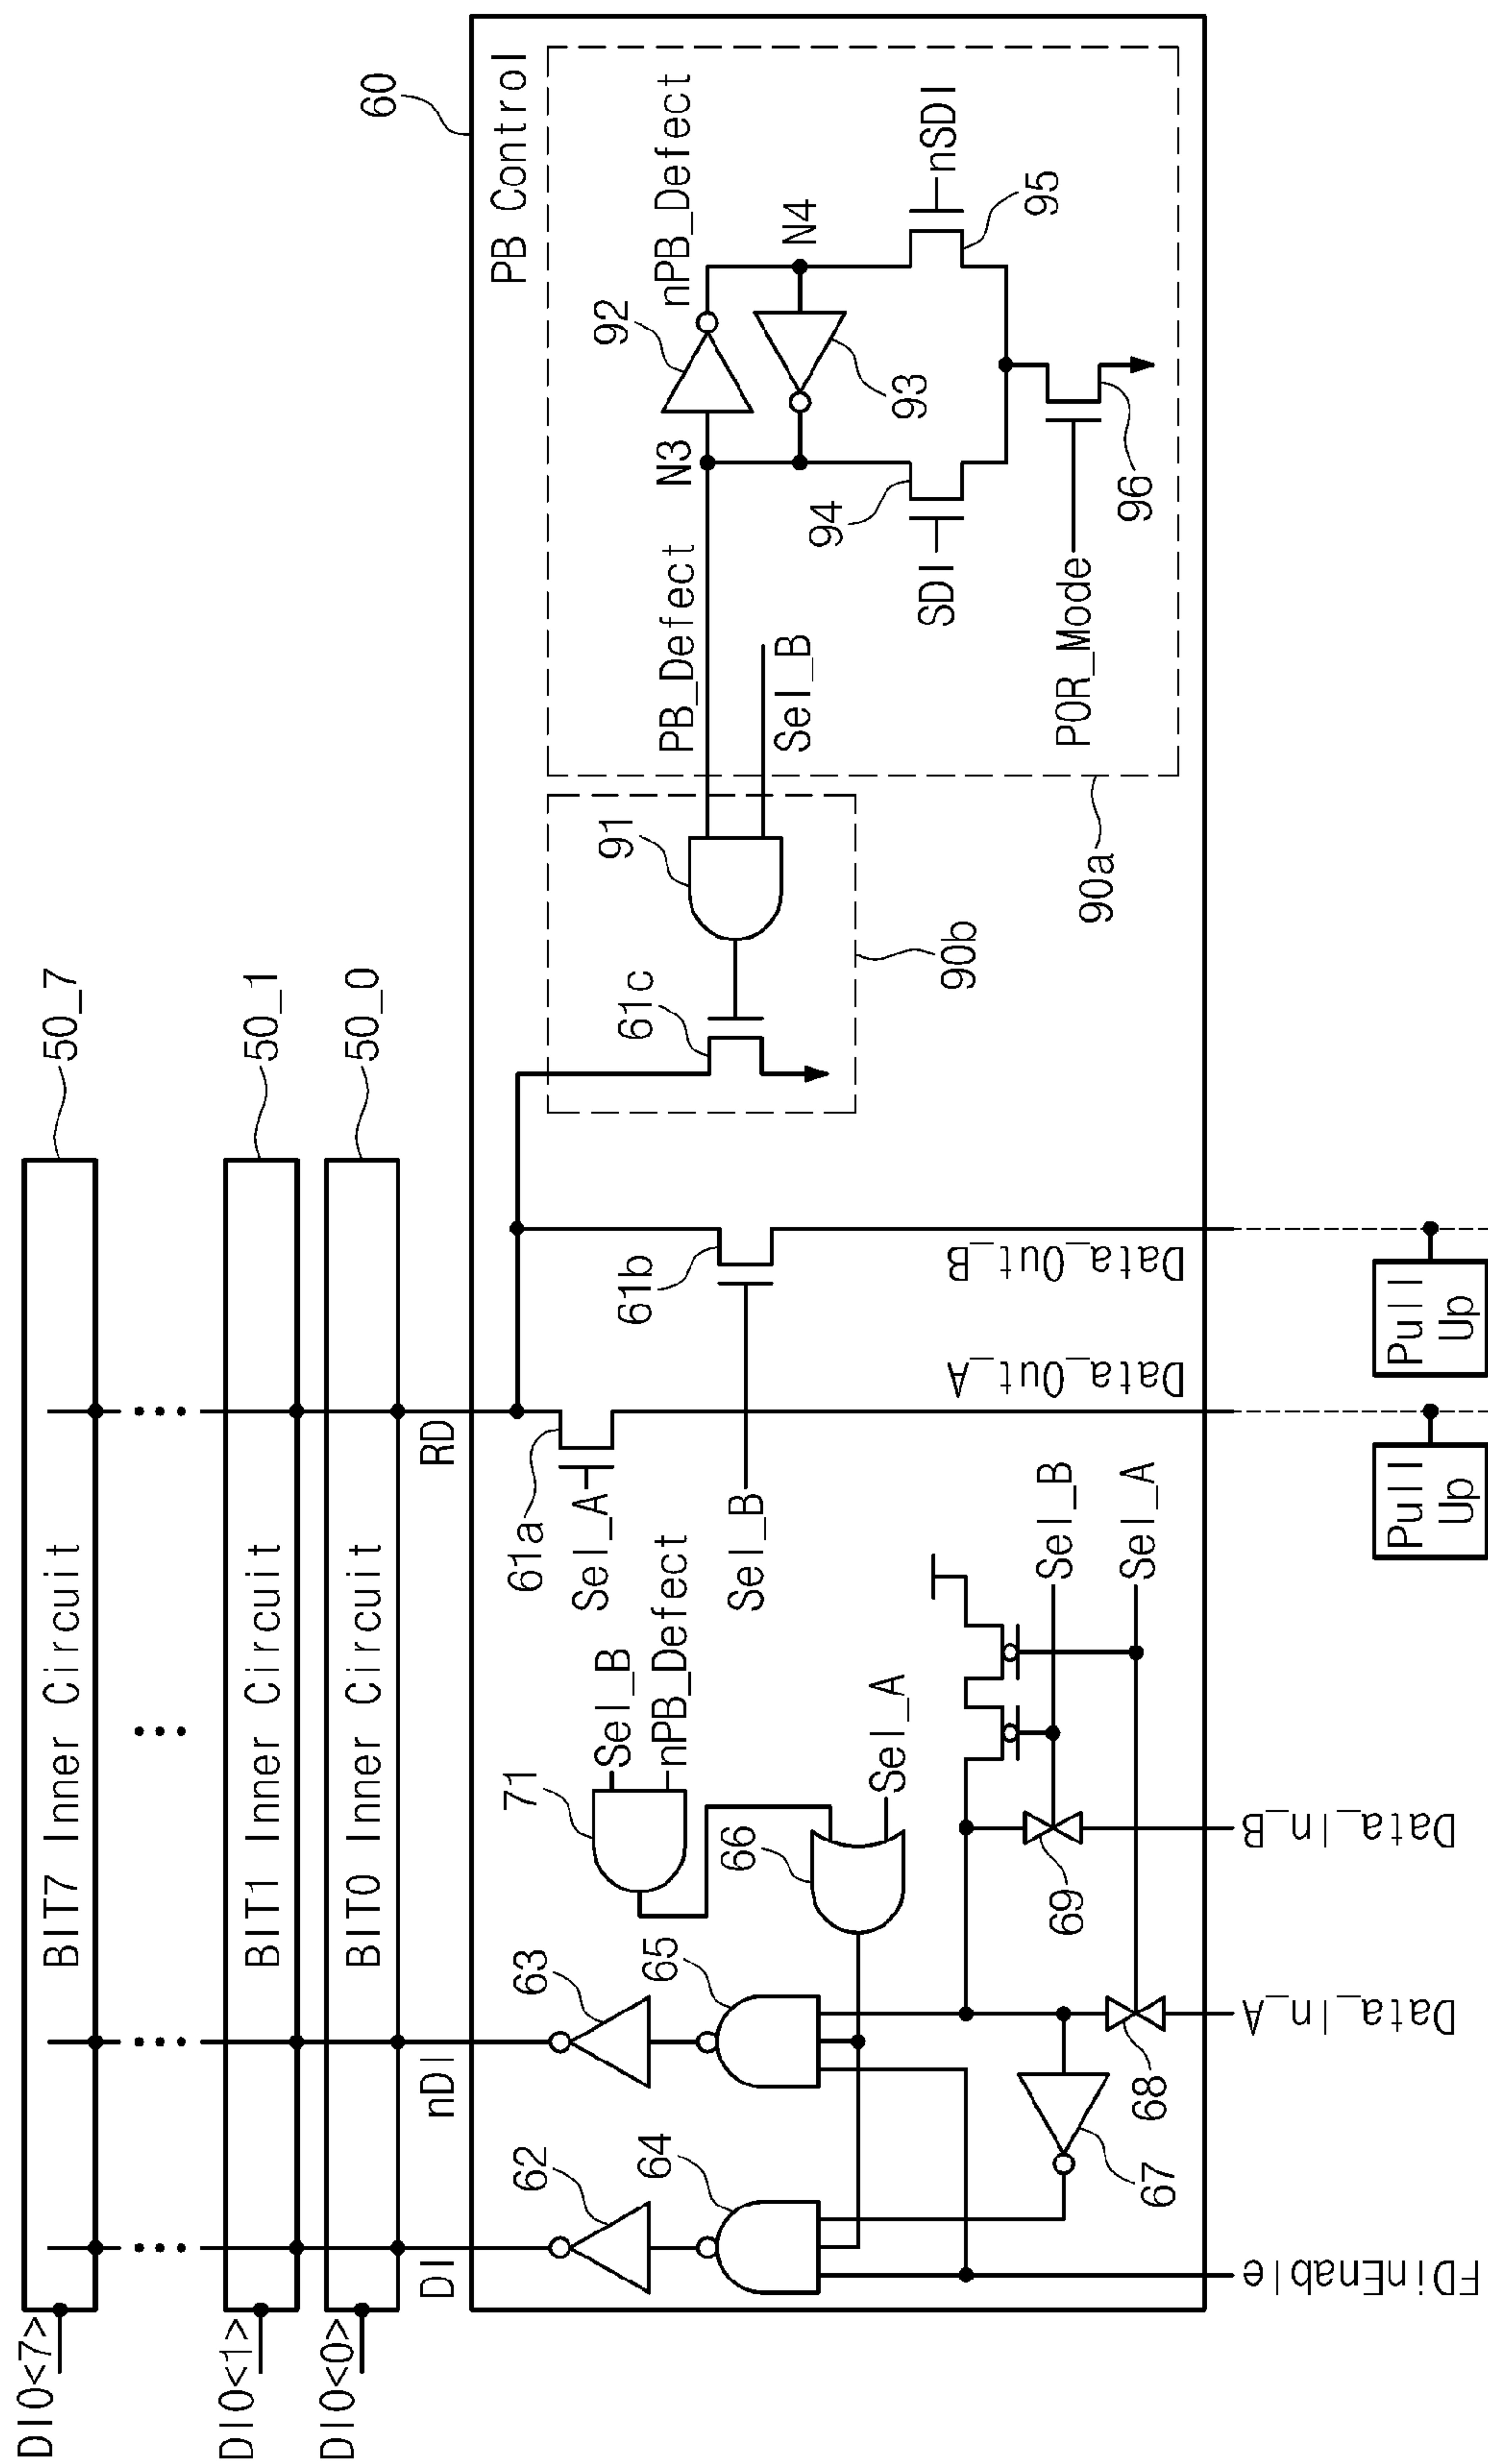 DIO<7>
BIT7 Inner Circuit
50_7
DIO<1>
BIT1 Inner Circuit
50_1
DIO<0>
BIT0 Inner Circuit
50_0
DI
nDI
RD
60
PB Control
62
63
64
65
71
Sel_B
nPB_Defect
66
Sel_A
61a
Sel_A
61b
Sel_B
61c
91
90b
PB_Defect
Sel_B
N3
92
nPB_Defect
N4
93
94
SDI
95
nSDI
POR_Mode
96
90a
67
68
69
Sel_B
Sel_A
FDinEnable
Data_In_A
Data_In_B
Data_Out_A
Data_Out_B
Pull
Up
Pull
Up